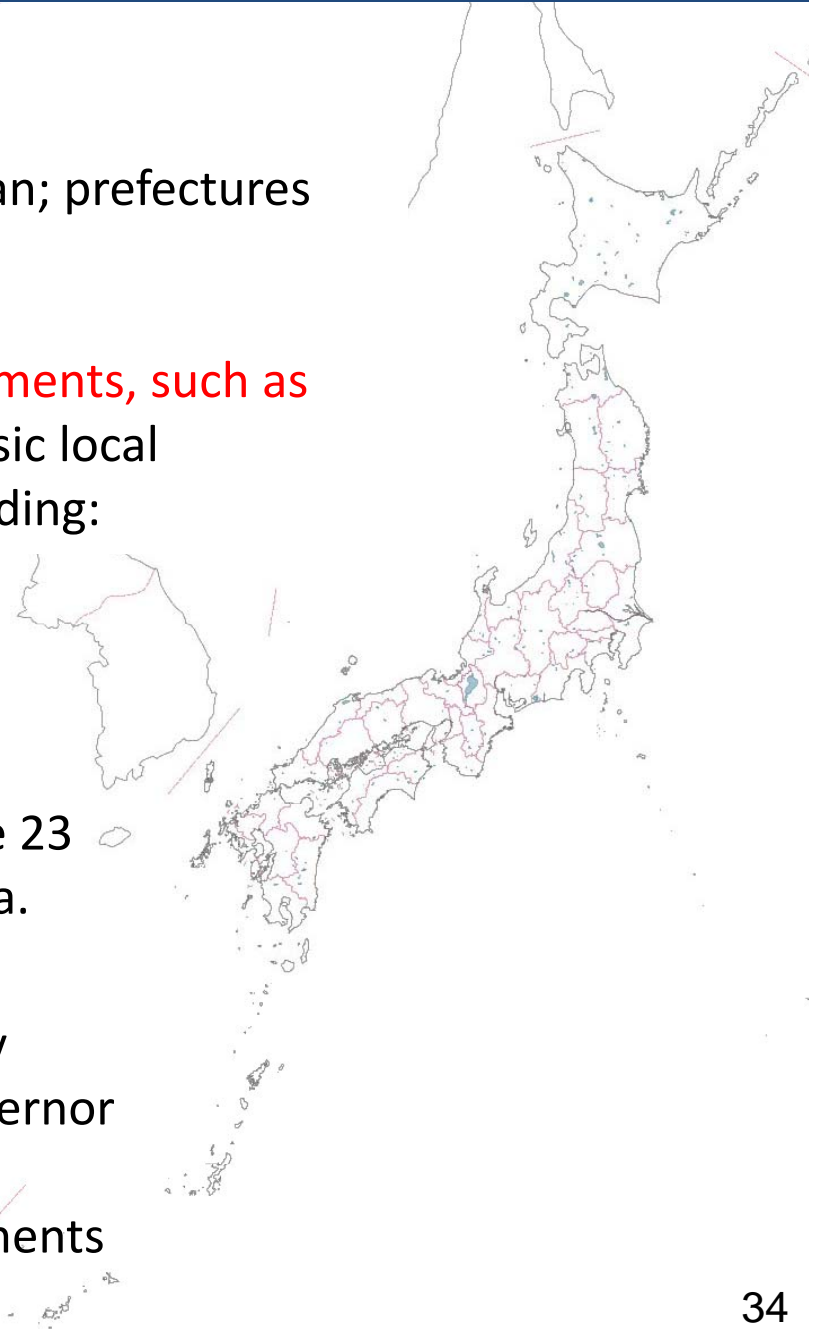 an; prefectures
ments, such as
sic local
ding:
e 23
a.
y
ernor
nents
34